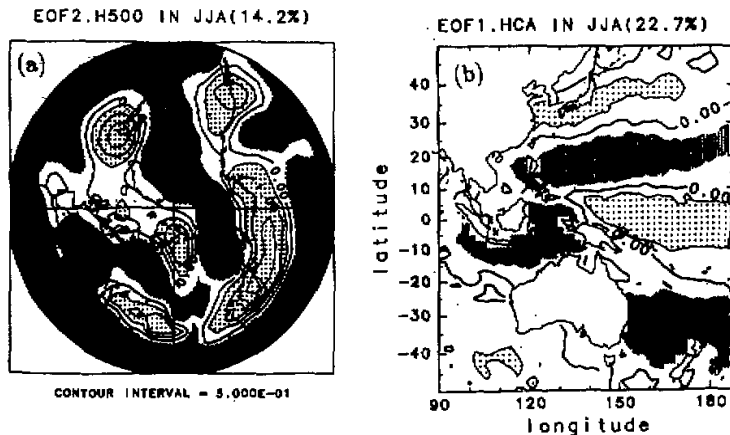 EOF2.H500 IN JJA(14.2%)
EOF1.HCA IN JJA(22.7%)
(a)
(b)
CONTOUR INTERVAL = 5.000E-01
latitude
40
30
20
10
0
-10
-20
-30
-40
0.00
0.00
0.00
90
120
150
180
longitude